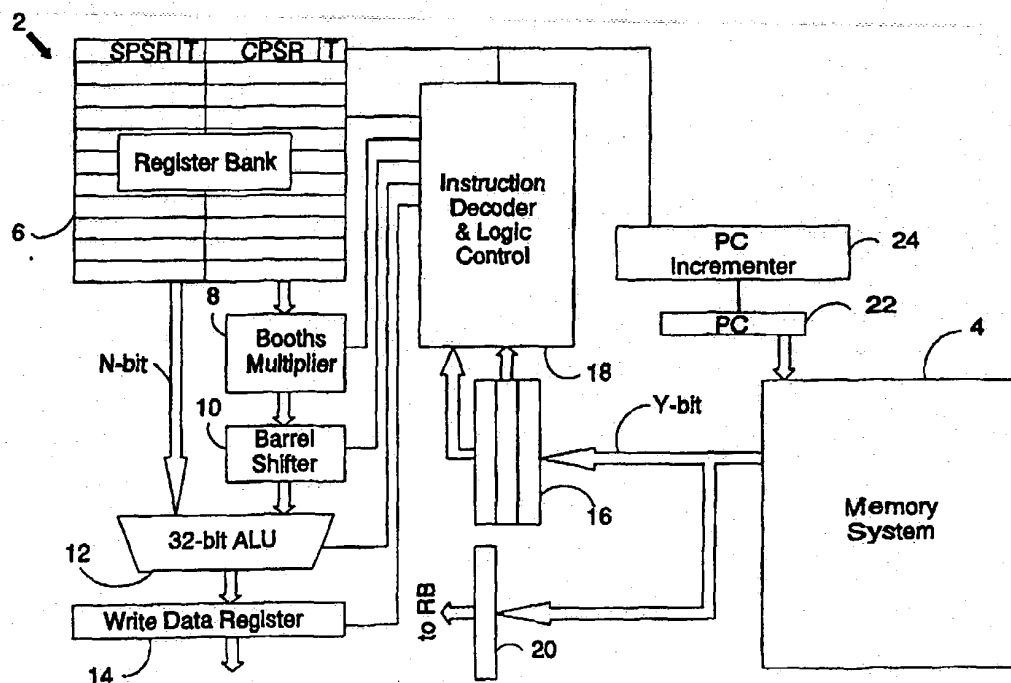 2
SPSR T CPSR T
Register Bank
6
Instruction
Decoder
& Logic
Control
18
PC
Incrementer
24
PC
22
4
8
Booths
Multiplier
N-bit
10
Barrel
Shifter
Y-bit
16
Memory
System
32-bit ALU
12
Write Data Register
14
to RB
20